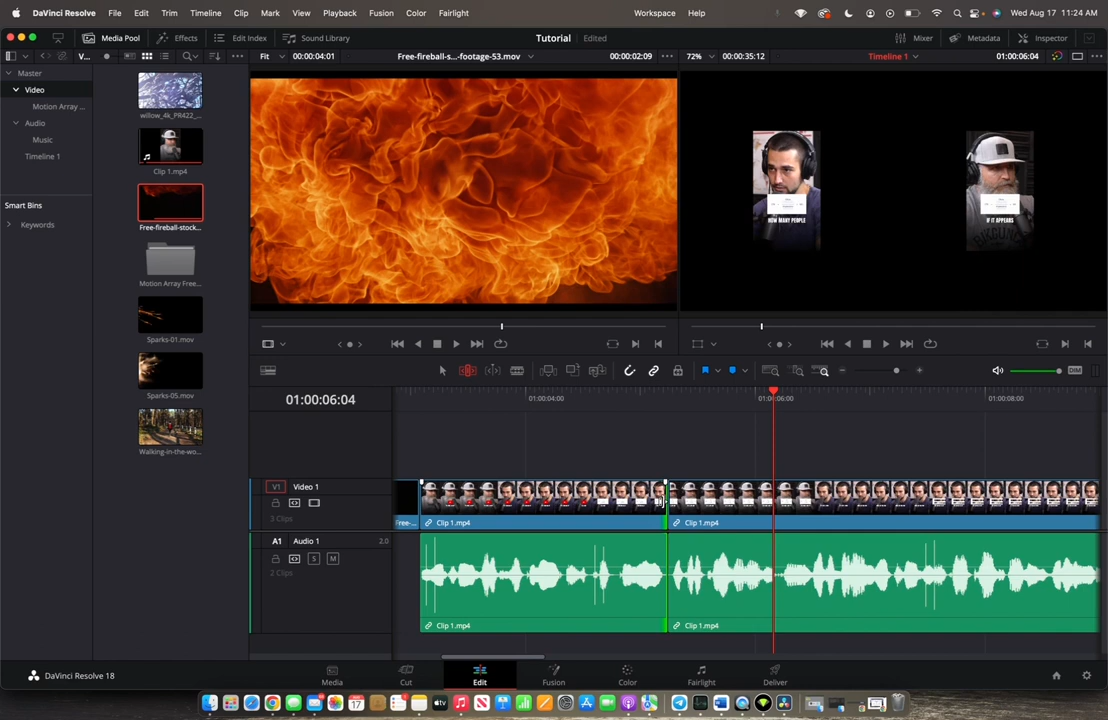 DaVinci Resolve File Edit Trim Timeline Clip Mark View Playback Fusion Color Fairlight Workspace Help Wed Aug 17 11:24 AM
Media Pool Effects Edit Index Sound Library Tutorial Edited Mixer Metadata Inspector
V... Fit 00:00:04:01 Free-fireball-s...-footage-53.mov 00:00:02:09 72% 00:00:35:12 Timeline 1 01:00:06:04
Master
Video
Motion Array ...
Audio
Music
Timeline 1
Smart Bins
Keywords
willow_4k_PR422_...
Clip 1.mp4
Free-fireball-stock...
Motion Array Free...
Sparks-01.mov
Sparks-05.mov
Walking-in-the-wo...
HOW MANY PEOPLE
IF IT APPEARS
DIM
01:00:06:04
01:00:04:00 01:00:06:00 01:00:08:00
V1 Video 1
3 Clips
Free-... Clip 1.mp4 Clip 1.mp4
A1 Audio 1 2.0
S M
2 Clips
Clip 1.mp4 Clip 1.mp4
DaVinci Resolve 18
Media Cut Edit Fusion Color Fairlight Deliver